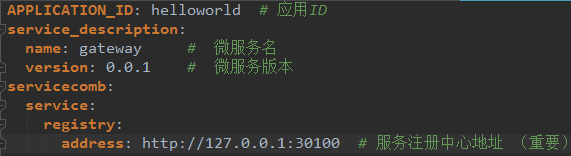 APPLICATION_ID: helloworld  # 应用ID
service_description:
  name: gateway     #  微服务名
  version: 0.0.1    #  微服务版本
servicecomb:
  service:
    registry:
      address: http://127.0.0.1:30100  # 服务注册中心地址 （重要）